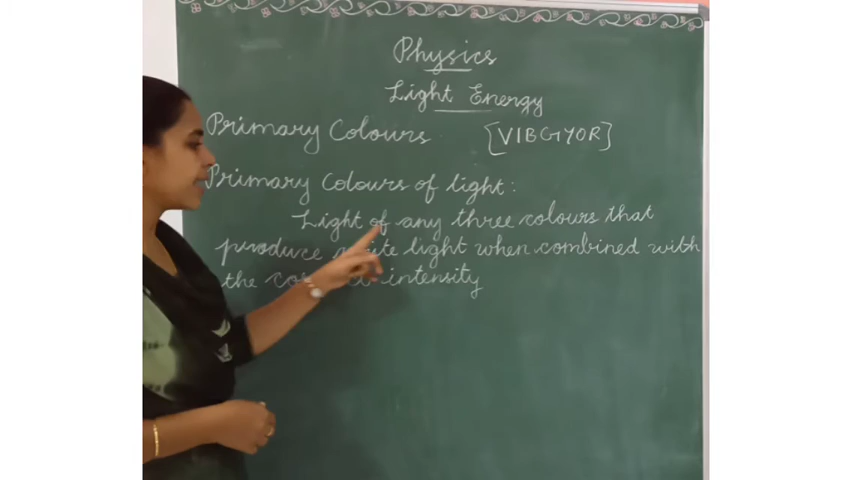 Physics
Light Energy
Primary Colours [VIBGYOR]
Primary Colours of light:
Light of any three colours that
produce light when combined with
the intensity